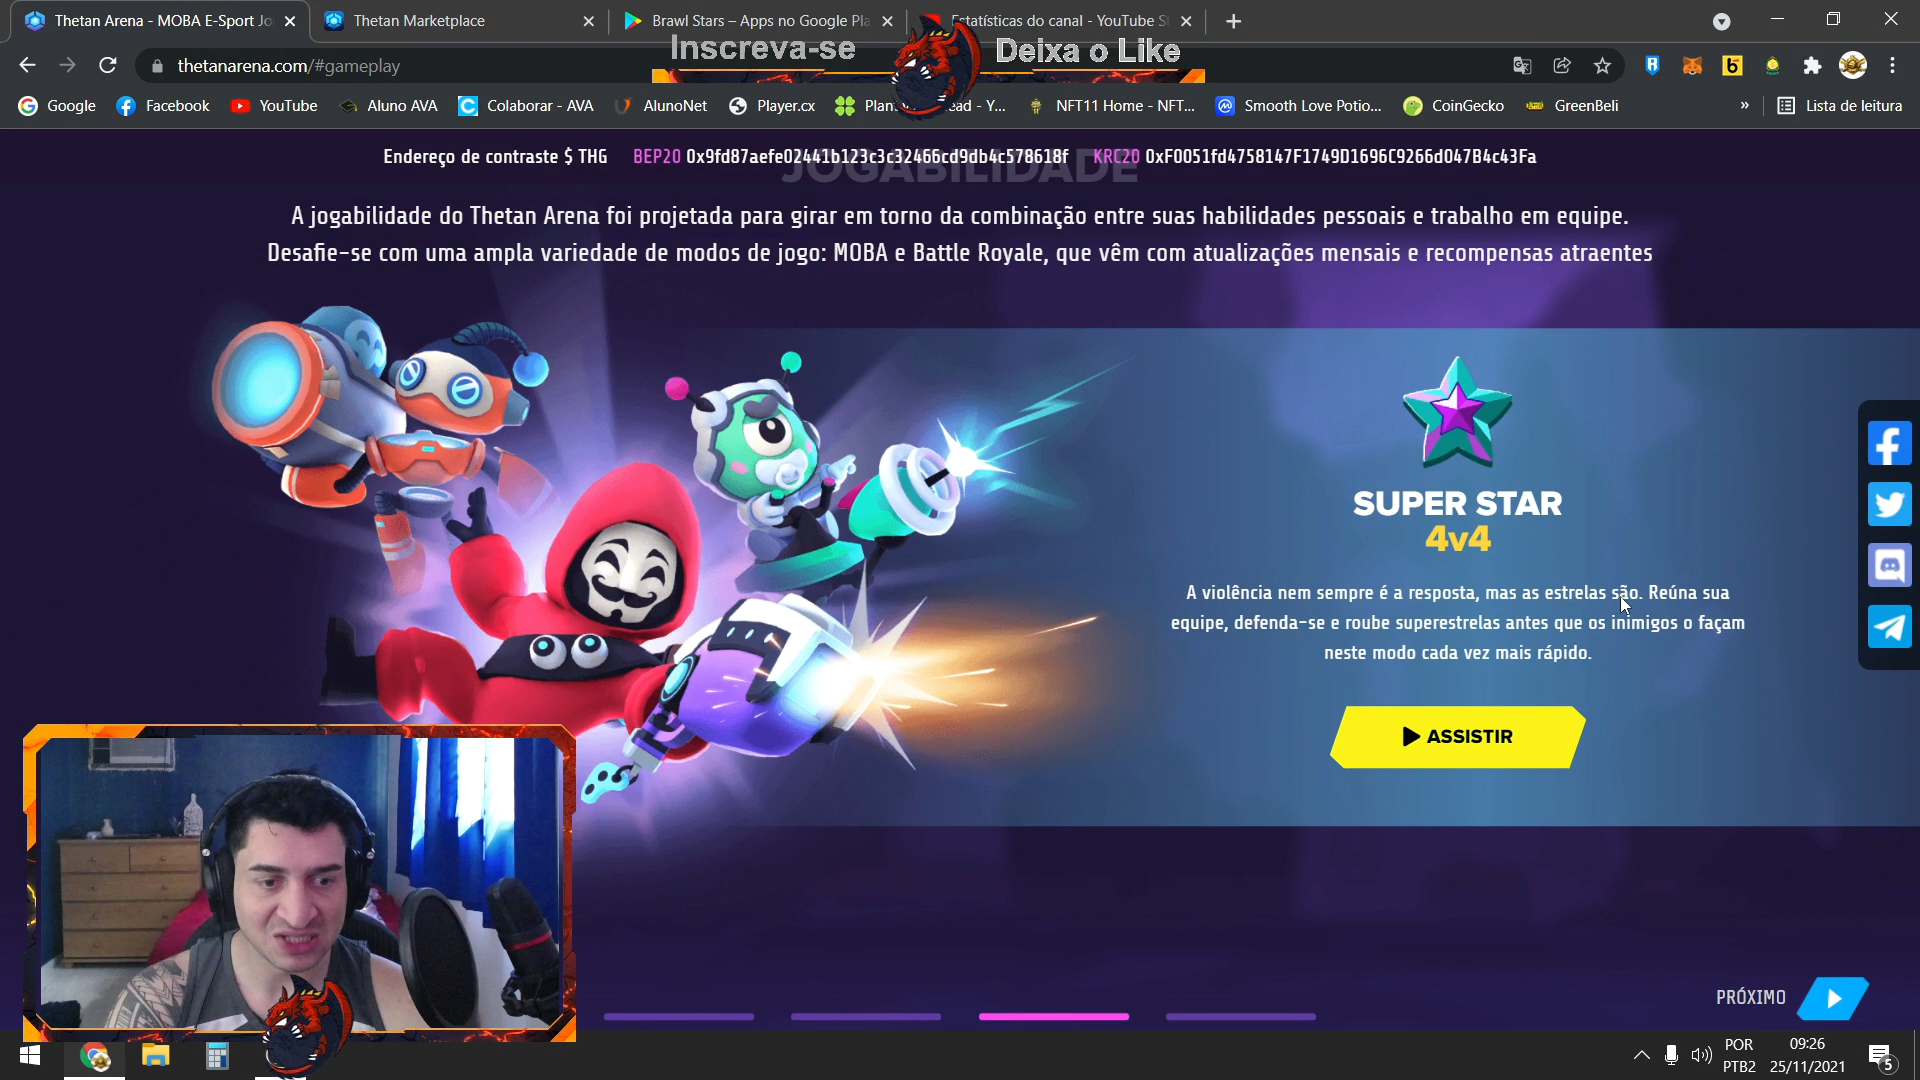 Thetan Arena - MOBA E-Sport Jo
Thetan Marketplace
Brawl Stars – Apps no Google Pla
Estatísticas do canal - YouTube S
Inscreva-se
Deixa o Like
thetanarena.com/#gameplay
Google
Facebook
YouTube
Aluno AVA
Colaborar - AVA
AlunoNet
Player.cx
NFT11 Home - NFT...
Smooth Love Potio...
CoinGecko
GreenBeli
»
Lista de leitura
Endereço de contraste $ THG BEP20 0x9fd87aefe02441b123c3c32466cd9db4c578618f KRC20 0xF0051fd4758147F1749D1696C9266d047B4c43Fa
JOGABILIDADE
A jogabilidade do Thetan Arena foi projetada para girar em torno da combinação entre suas habilidades pessoais e trabalho em equipe.
Desafie-se com uma ampla variedade de modos de jogo: MOBA e Battle Royale, que vêm com atualizações mensais e recompensas atraentes
SUPER STAR
4v4
A violência nem sempre é a resposta, mas as estrelas são. Reúna sua
equipe, defenda-se e roube superestrelas antes que os inimigos o façam
neste modo cada vez mais rápido.
ASSISTIR
PRÓXIMO
POR
PTB2
09:26
25/11/2021
5